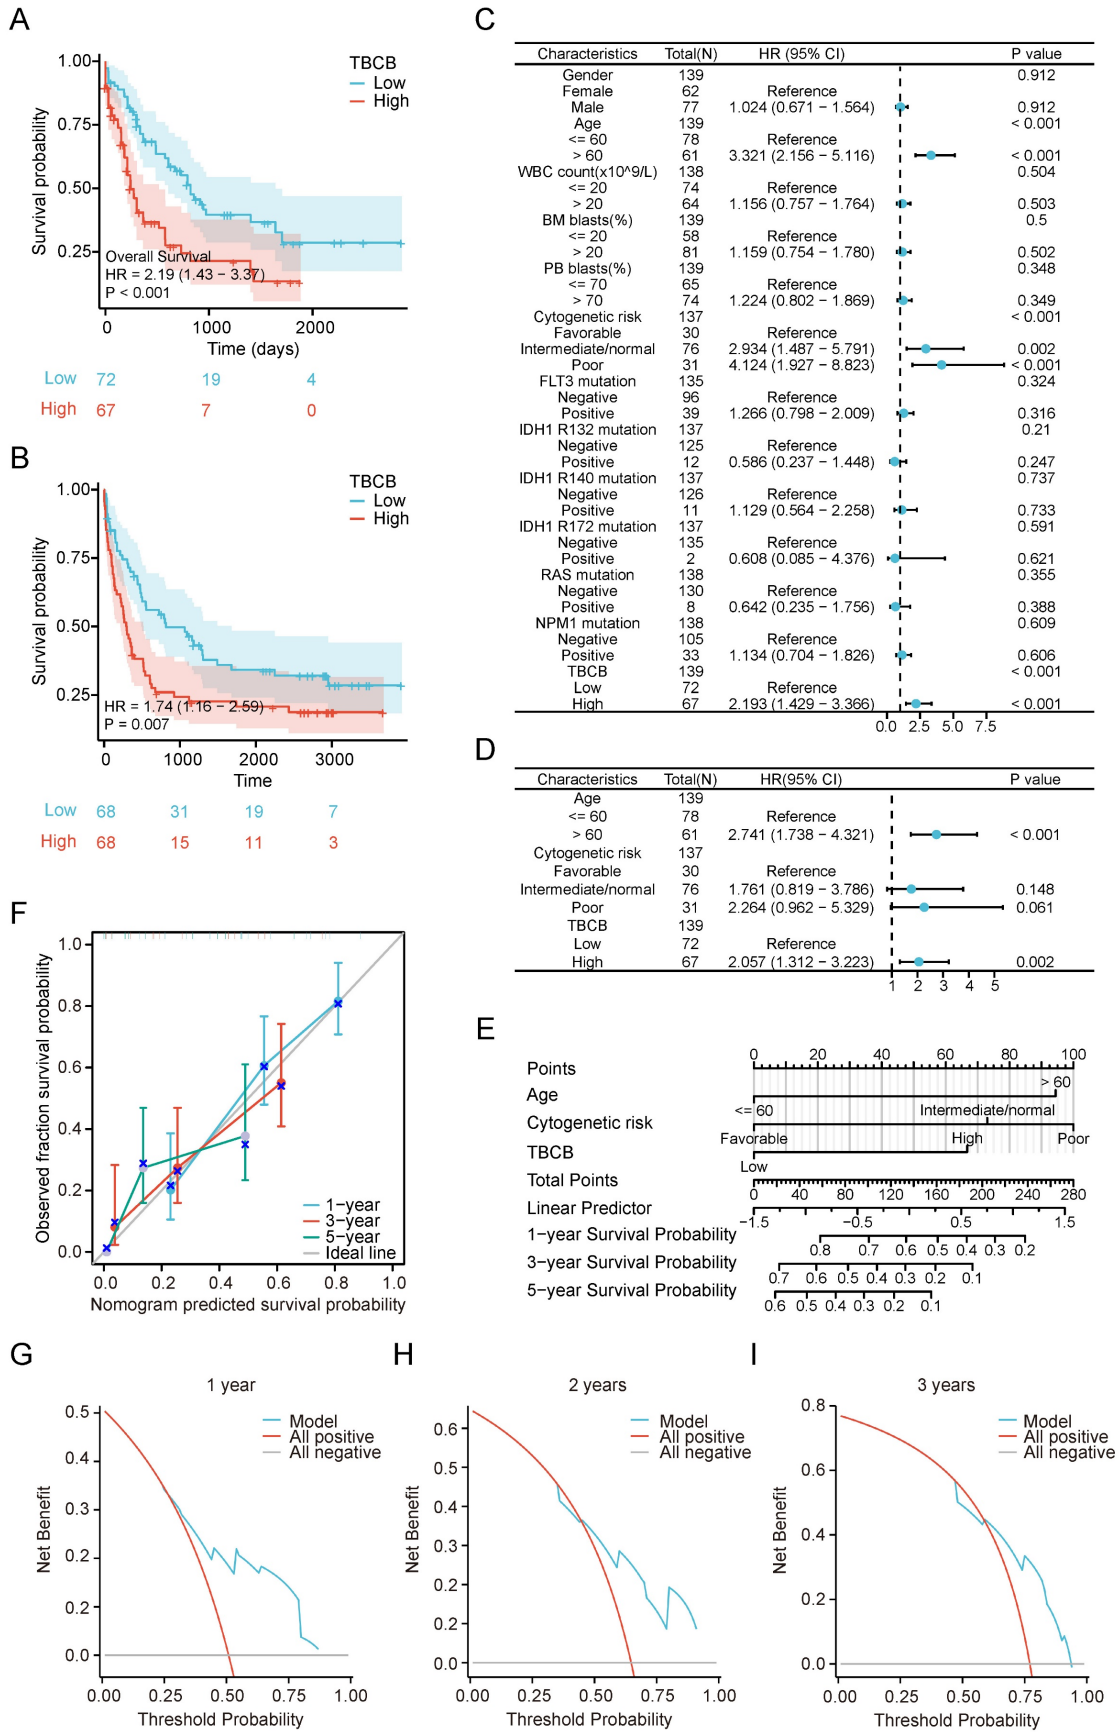 A
TBCB
Low
High
1.00
0.75
0.50
0.25
Survival probability
Overall Survival
HR = 2.19 (1.43 − 3.37)
P < 0.001
0 1000 2000
Time (days)
Low 72 19 4
High 67 7 0
B
TBCB
Low
High
1.00
0.75
0.50
0.25
Survival probability
HR = 1.74 (1.16 − 2.59)
P = 0.007
0 1000 2000 3000
Time
Low 68 31 19 7
High 68 15 11 3
C
Characteristics Total(N) HR (95% CI) P value
Gender 139 0.912
Female 62 Reference
Male 77 1.024 (0.671 − 1.564) 0.912
Age 139 < 0.001
<= 60 78 Reference
> 60 61 3.321 (2.156 − 5.116) < 0.001
WBC count(x10^9/L) 138 0.504
<= 20 74 Reference
> 20 64 1.156 (0.757 − 1.764) 0.503
BM blasts(%) 139 0.5
<= 20 58 Reference
> 20 81 1.159 (0.754 − 1.780) 0.502
PB blasts(%) 139 0.348
<= 70 65 Reference
> 70 74 1.224 (0.802 − 1.869) 0.349
Cytogenetic risk 137 < 0.001
Favorable 30 Reference
Intermediate/normal 76 2.934 (1.487 − 5.791) 0.002
Poor 31 4.124 (1.927 − 8.823) < 0.001
FLT3 mutation 135 0.324
Negative 96 Reference
Positive 39 1.266 (0.798 − 2.009) 0.316
IDH1 R132 mutation 137 0.21
Negative 125 Reference
Positive 12 0.586 (0.237 − 1.448) 0.247
IDH1 R140 mutation 137 0.737
Negative 126 Reference
Positive 11 1.129 (0.564 − 2.258) 0.733
IDH1 R172 mutation 137 0.591
Negative 135 Reference
Positive 2 0.608 (0.085 − 4.376) 0.621
RAS mutation 138 0.355
Negative 130 Reference
Positive 8 0.642 (0.235 − 1.756) 0.388
NPM1 mutation 138 0.609
Negative 105 Reference
Positive 33 1.134 (0.704 − 1.826) 0.606
TBCB 139 < 0.001
Low 72 Reference
High 67 2.193 (1.429 − 3.366) < 0.001
0.0 2.5 5.0 7.5
D
Characteristics Total(N) HR(95% CI) P value
Age 139
<= 60 78 Reference
> 60 61 2.741 (1.738 − 4.321) < 0.001
Cytogenetic risk 137
Favorable 30 Reference
Intermediate/normal 76 1.761 (0.819 − 3.786) 0.148
Poor 31 2.264 (0.962 − 5.329) 0.061
TBCB 139
Low 72 Reference
High 67 2.057 (1.312 − 3.223) 0.002
1 2 3 4 5
E
Points 0 20 40 60 80 100
Age <= 60 > 60
Cytogenetic risk Favorable Intermediate/normal Poor
TBCB Low High
Total Points 0 40 80 120 160 200 240 280
Linear Predictor −1.5 −0.5 0.5 1.5
1−year Survival Probability 0.8 0.7 0.6 0.5 0.4 0.3 0.2
3−year Survival Probability 0.7 0.6 0.5 0.4 0.3 0.2 0.1
5−year Survival Probability 0.6 0.5 0.4 0.3 0.2 0.1
F
1.0
0.8
0.6
0.4
0.2
0.0
Observed fraction survival probability
1−year
3−year
5−year
Ideal line
0.0 0.2 0.4 0.6 0.8 1.0
Nomogram predicted survival probability
G
1 year
Model
All positive
All negative
0.5
0.4
0.3
0.2
0.2
0.0
Net Benefit
0.00 0.25 0.50 0.75 1.00
Threshold Probability
H
2 years
Model
All positive
All negative
0.6
0.5
0.4
0.3
0.2
0.2
0.0
Net Benefit
0.00 0.25 0.50 0.75 1.00
Threshold Probability
I
3 years
Model
All positive
All negative
0.8
0.6
0.4
0.2
0.0
Net Benefit
0.00 0.25 0.50 0.75 1.00
Threshold Probability